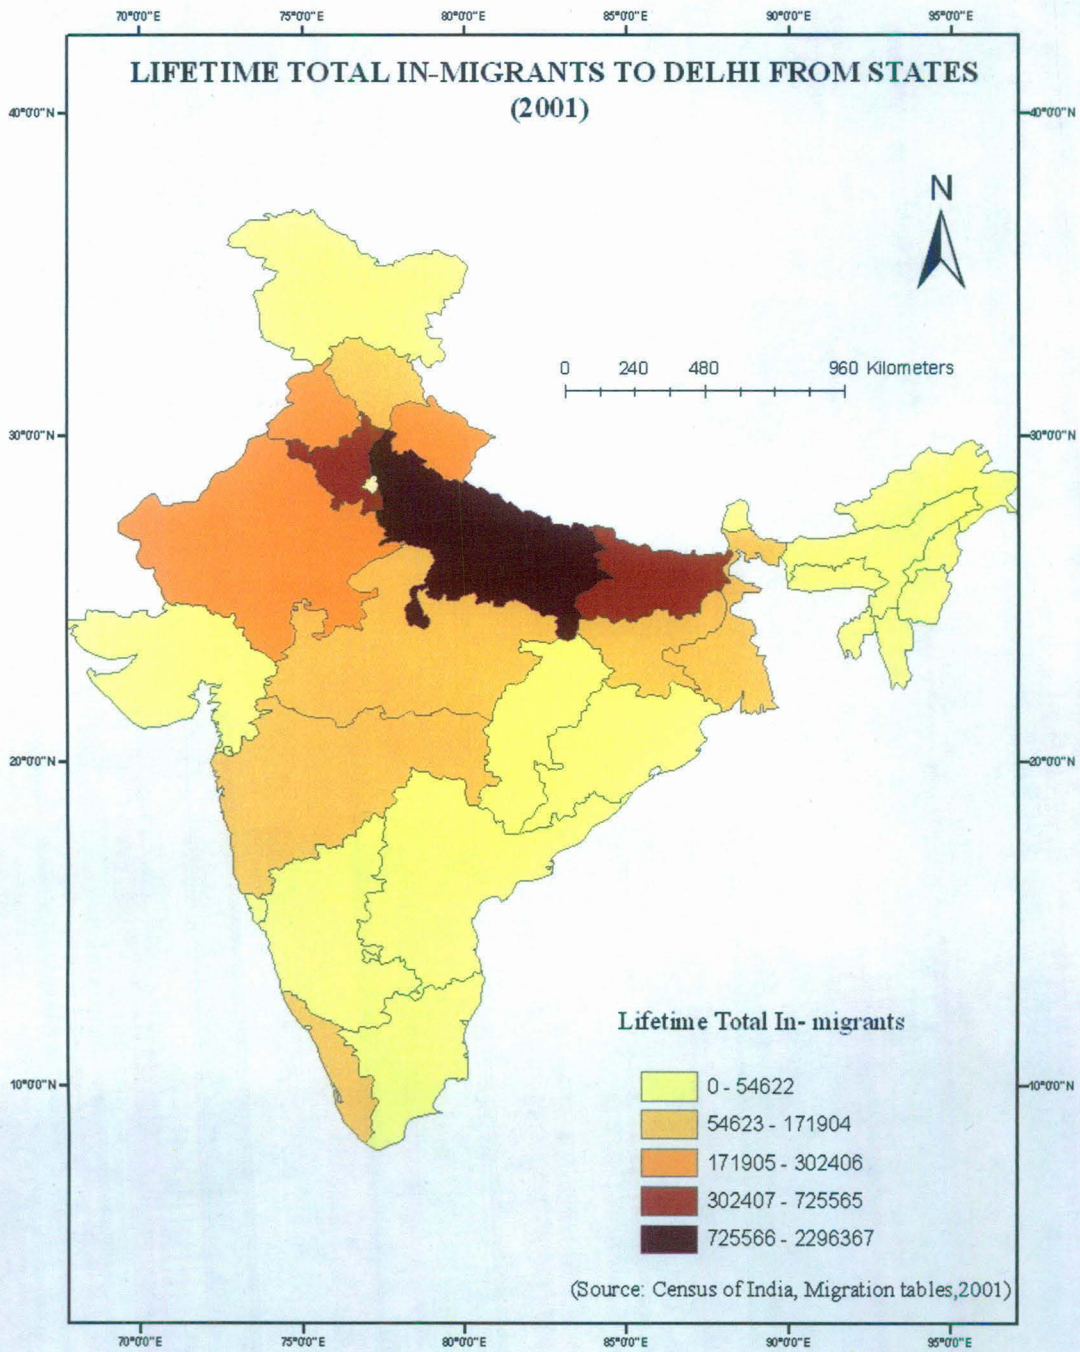 70°0'0"E 75°0'0"E 80°0'0"E 85°0'0"E 90°0'0"E 95°0'0"E
LIFETIME TOTAL IN-MIGRANTS TO DELHI FROM STATES
(2001)
40°0'0"N 40°0'0"N
N
0 240 480 960 Kilometers
30°0'0"N 30°0'0"N
20°0'0"N 20°0'0"N
Lifetime Total In- migrants
10°0'0"N 10°0'0"N
0 - 54622
54623 - 171904
171905 - 302406
302407 - 725565
725566 - 2296367
(Source: Census of India, Migration tables,2001)
70°0'0"E 75°0'0"E 80°0'0"E 85°0'0"E 90°0'0"E 95°0'0"E